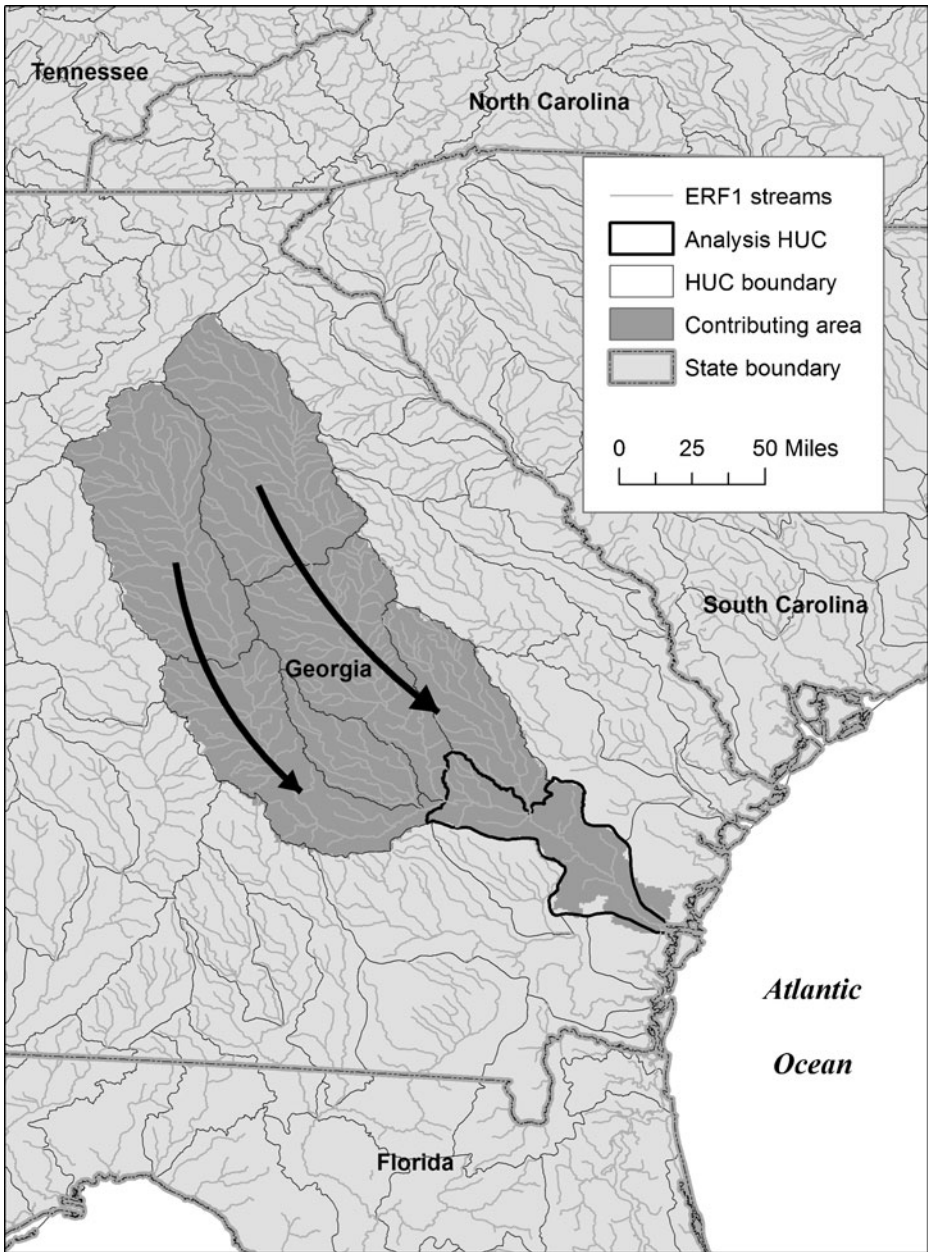 Tennessee
North Carolina
ERF1 streams
Analysis HUC
HUC boundary
Contributing area
State boundary
0 25 50 Miles
South Carolina
Georgia
Atlantic
Ocean
Florida